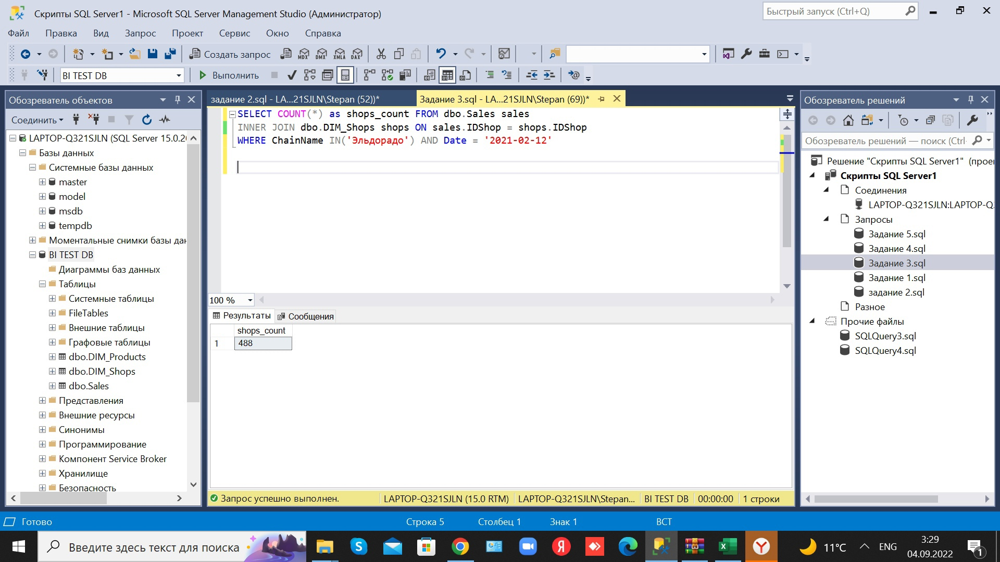 Скрипты SQL Server1 - Microsoft SQL Server Management Studio (Администратор)
Быстрый запуск (Ctrl+Q)
Файл Правка Вид Запрос Проект Сервис Окно Справка
Создать запрос MDX DMX XMLA DAX
BI TEST DB Выполнить
Обозреватель объектов
Соединить
LAPTOP-Q321SJLN (SQL Server 15.0.20
Базы данных
Системные базы данных
master
model
msdb
tempdb
Моментальные снимки базы дан
BI TEST DB
Диаграммы баз данных
Таблицы
Системные таблицы
FileTables
Внешние таблицы
Графовые таблицы
dbo.DIM_Products
dbo.DIM_Shops
dbo.Sales
Представления
Внешние ресурсы
Синонимы
Программирование
Компонент Service Broker
Хранилище
Безопасность
задание 2.sql - LA...21SJLN\Stepan (52))*
Задание 3.sql - LA...21SJLN\Stepan (69))*
SELECT COUNT(*) as shops_count FROM dbo.Sales sales
INNER JOIN dbo.DIM_Shops shops ON sales.IDShop = shops.IDShop
WHERE ChainName IN('Эльдорадо') AND Date = '2021-02-12'
100 %
Результаты Сообщения
shops_count
1 488
Запрос успешно выполнен. LAPTOP-Q321SJLN (15.0 RTM) LAPTOP-Q321SJLN\Stepan... BI TEST DB 00:00:00 1 строки
Обозреватель решений
Обозреватель решений — поиск (Ctrl-
Решение "Скрипты SQL Server1" (прое
Скрипты SQL Server1
Соединения
LAPTOP-Q321SJLN:LAPTOP-Q
Запросы
Задание 5.sql
Задание 4.sql
Задание 3.sql
Задание 1.sql
задание 2.sql
Разное
Прочие файлы
SQLQuery3.sql
SQLQuery4.sql
Готово Строка 5 Столбец 1 Знак 1 ВСТ
Введите здесь текст для поиска
11°C ENG
3:29
04.09.2022
1